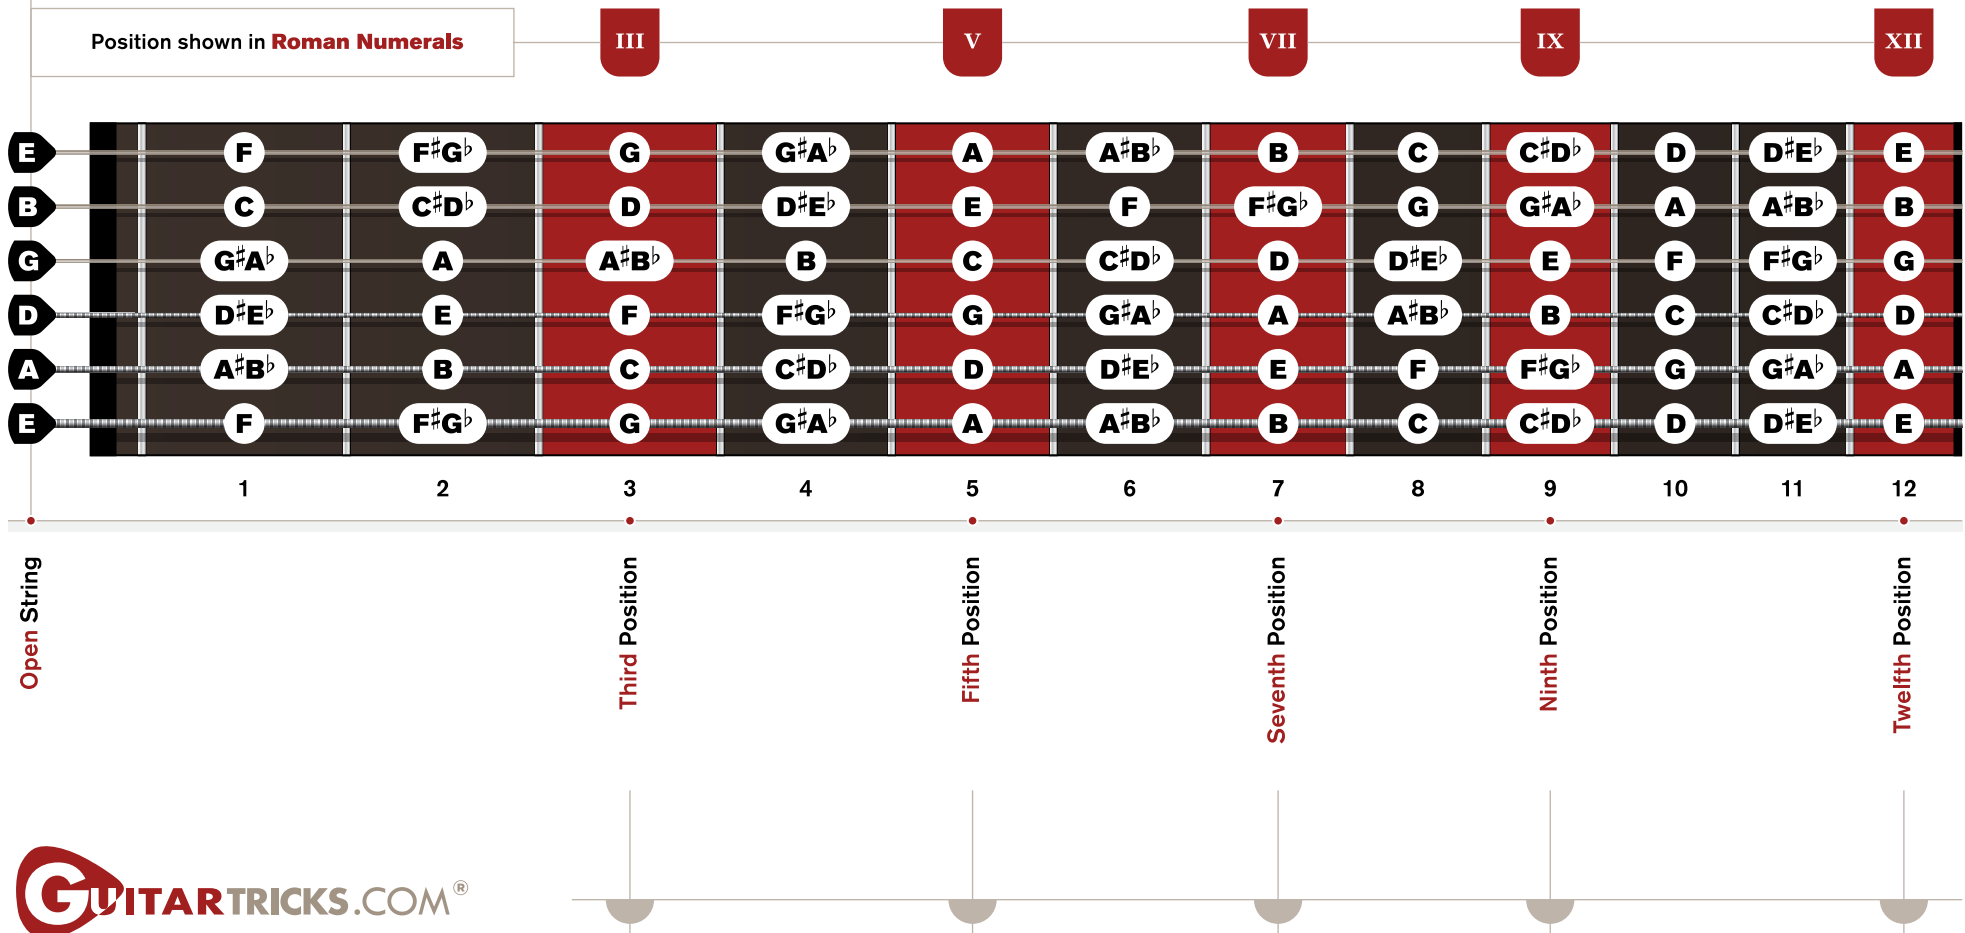 Position shown in Roman Numerals III V VII IX XII
E F F♯G♭ G G♯A♭ A A♯B♭ B C C♯D♭ D D♯E♭ E
B C C♯D♭ D D♯E♭ E F F♯G♭ G G♯A♭ A A♯B♭ B
G G♯A♭ A A♯B♭ B C C♯D♭ D D♯E♭ E F F♯G♭ G
D D♯E♭ E F F♯G♭ G G♯A♭ A A♯B♭ B C C♯D♭ D
A A♯B♭ B C C♯D♭ D D♯E♭ E F F♯G♭ G G♯A♭ A
E F F♯G♭ G G♯A♭ A A♯B♭ B C C♯D♭ D D♯E♭ E
1 2 3 4 5 6 7 8 9 10 11 12
Open String
Third Position
Fifth Position
Seventh Position
Ninth Position
Twelfth Position
GUITARTRICKS.COM®